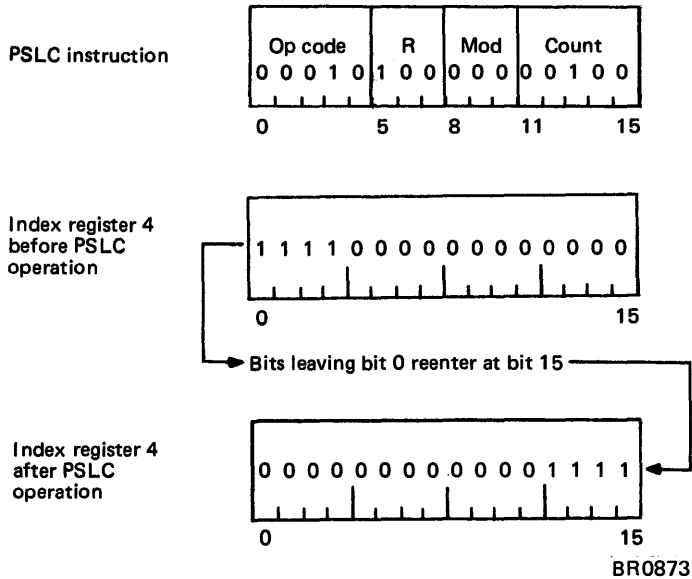 Op code R Mod Count
PSLC instruction
0 0 0 1 0 1 0 0 0 0 0 0 0 1 0 0
0 5 8 11 15
Index register 4
before PSLC
operation
1 1 1 1 0 0 0 0 0 0 0 0 0 0 0 0
0 15
Bits leaving bit 0 reenter at bit 15
Index register 4
after PSLC
operation
0 0 0 0 0 0 0 0 0 0 0 0 1 1 1 1
0 15
BR0873